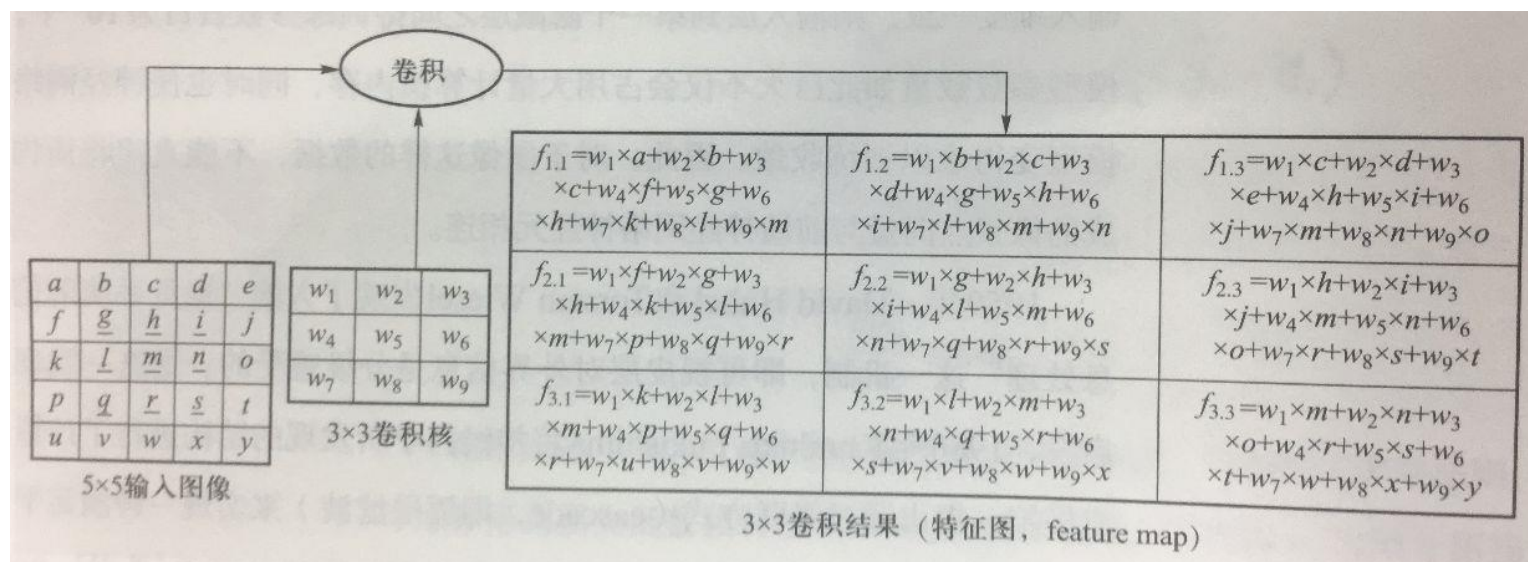 卷积
a b c d e
f g h i j
k l m n o
p q r s t
u v w x y
5×5输入图像
w1 w2 w3
w4 w5 w6
w7 w8 w9
3×3卷积核
f1.1=w1×a+w2×b+w3
×c+w4×f+w5×g+w6
×h+w7×k+w8×l+w9×m
f1.2=w1×b+w2×c+w3
×d+w4×g+w5×h+w6
×i+w7×l+w8×m+w9×n
f1.3=w1×c+w2×d+w3
×e+w4×h+w5×i+w6
×j+w7×m+w8×n+w9×o
f2.1=w1×f+w2×g+w3
×h+w4×k+w5×l+w6
×m+w7×p+w8×q+w9×r
f2.2=w1×g+w2×h+w3
×i+w4×l+w5×m+w6
×n+w7×q+w8×r+w9×s
f2.3=w1×h+w2×i+w3
×j+w4×m+w5×n+w6
×o+w7×r+w8×s+w9×t
f3.1=w1×k+w2×l+w3
×m+w4×p+w5×q+w6
×r+w7×u+w8×v+w9×w
f3.2=w1×l+w2×m+w3
×n+w4×q+w5×r+w6
×s+w7×v+w8×w+w9×x
f3.3=w1×m+w2×n+w3
×o+w4×r+w5×s+w6
×t+w7×w+w8×x+w9×y
3×3卷积结果（特征图，feature map）